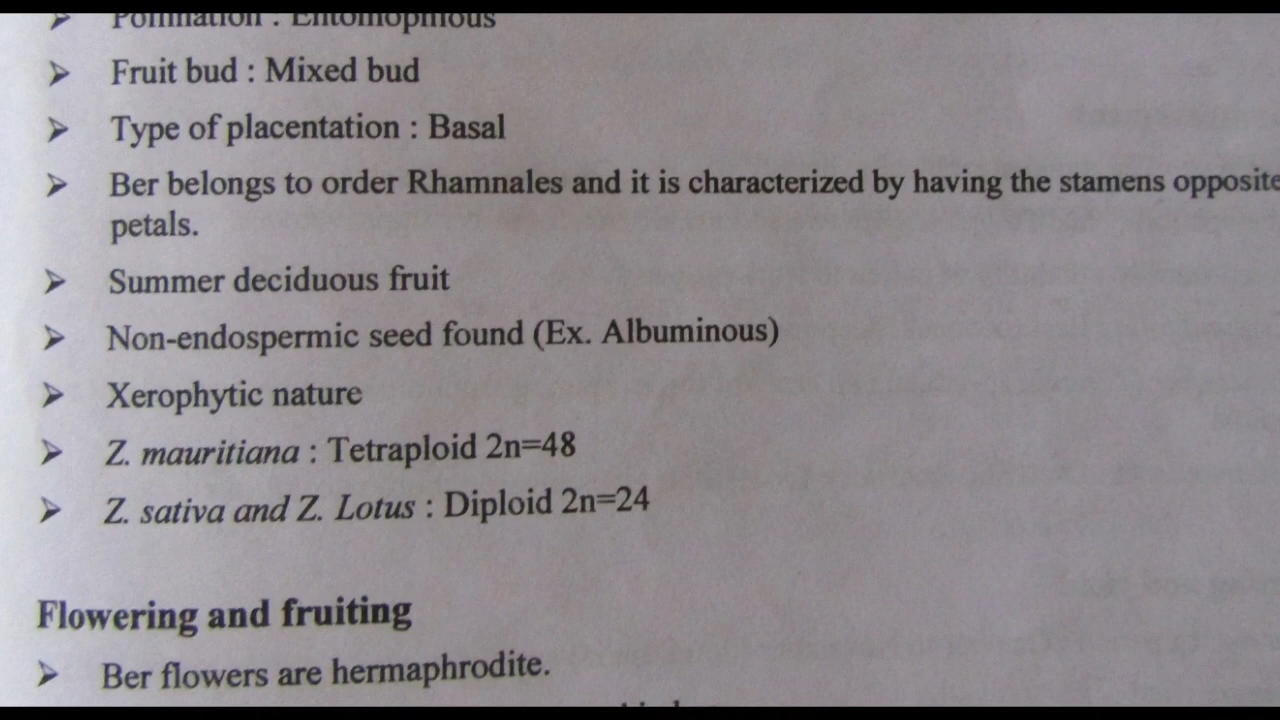 ➤ Pollination : Entomophilous
➤ Fruit bud : Mixed bud
➤ Type of placentation : Basal
➤ Ber belongs to order Rhamnales and it is characterized by having the stamens opposite
petals.
➤ Summer deciduous fruit
➤ Non-endospermic seed found (Ex. Albuminous)
➤ Xerophytic nature
➤ Z. mauritiana : Tetraploid 2n=48
➤ Z. sativa and Z. Lotus : Diploid 2n=24
Flowering and fruiting
➤ Ber flowers are hermaphrodite.